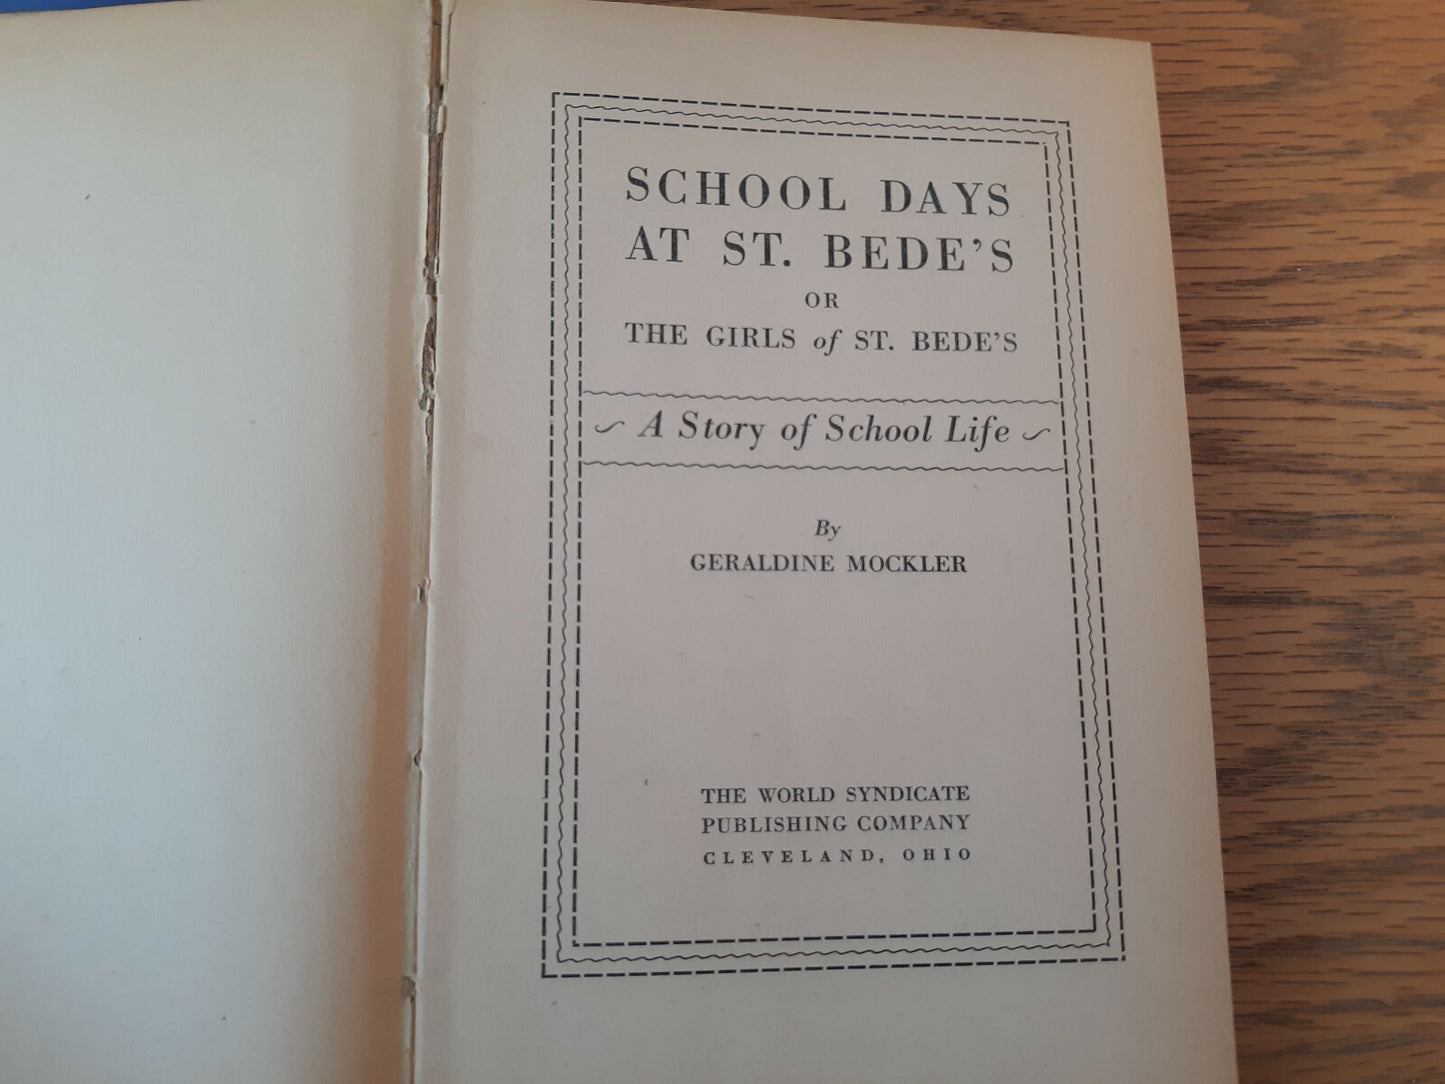 SCHOOL DAYS
AT ST. BEDE'S
OR
THE GIRLS of ST. BEDE'S
A Story of School Life
By
GERALDINE MOCKLER
THE WORLD SYNDICATE
PUBLISHING COMPANY
CLEVELAND, OHIO